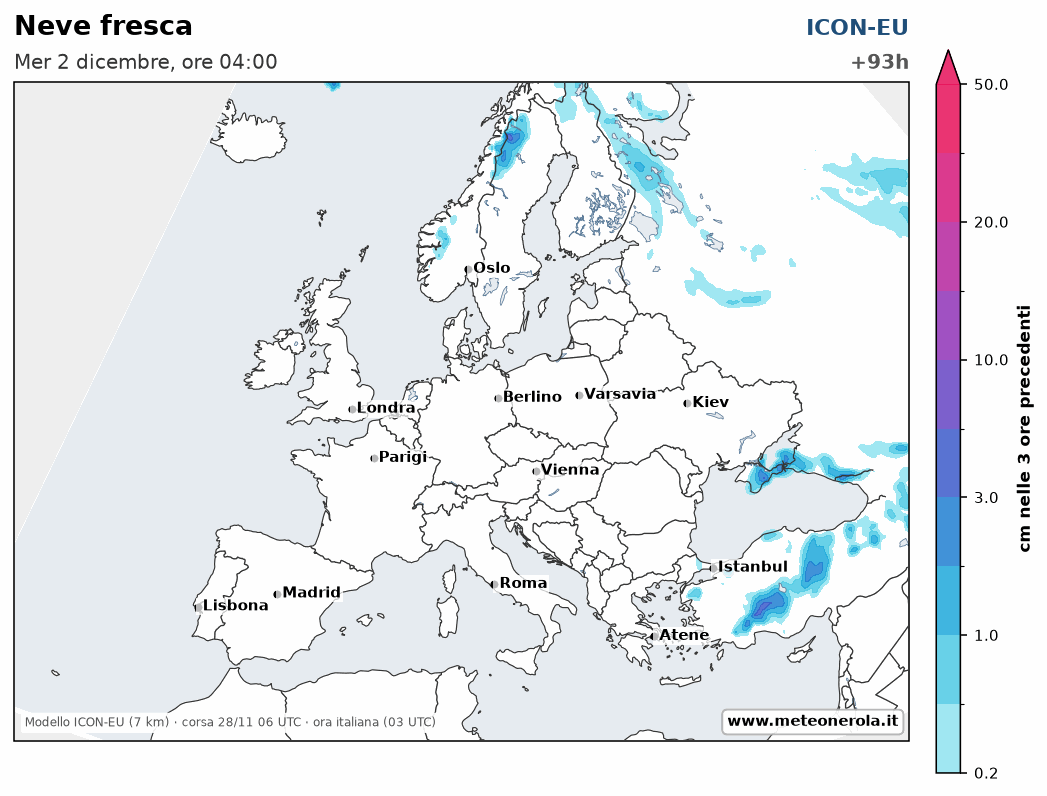 Neve fresca
ICON-EU
Mer 2 dicembre, ore 04:00
+93h
50.0
20.0
10.0
3.0
1.0
0.2
cm nelle 3 ore precedenti
Oslo
Berlino
Varsavia
Kiev
Londra
Parigi
Vienna
Istanbul
Roma
Madrid
Lisbona
Atene
Modello ICON-EU (7 km) · corsa 28/11 06 UTC · ora italiana (03 UTC)
www.meteonerola.it